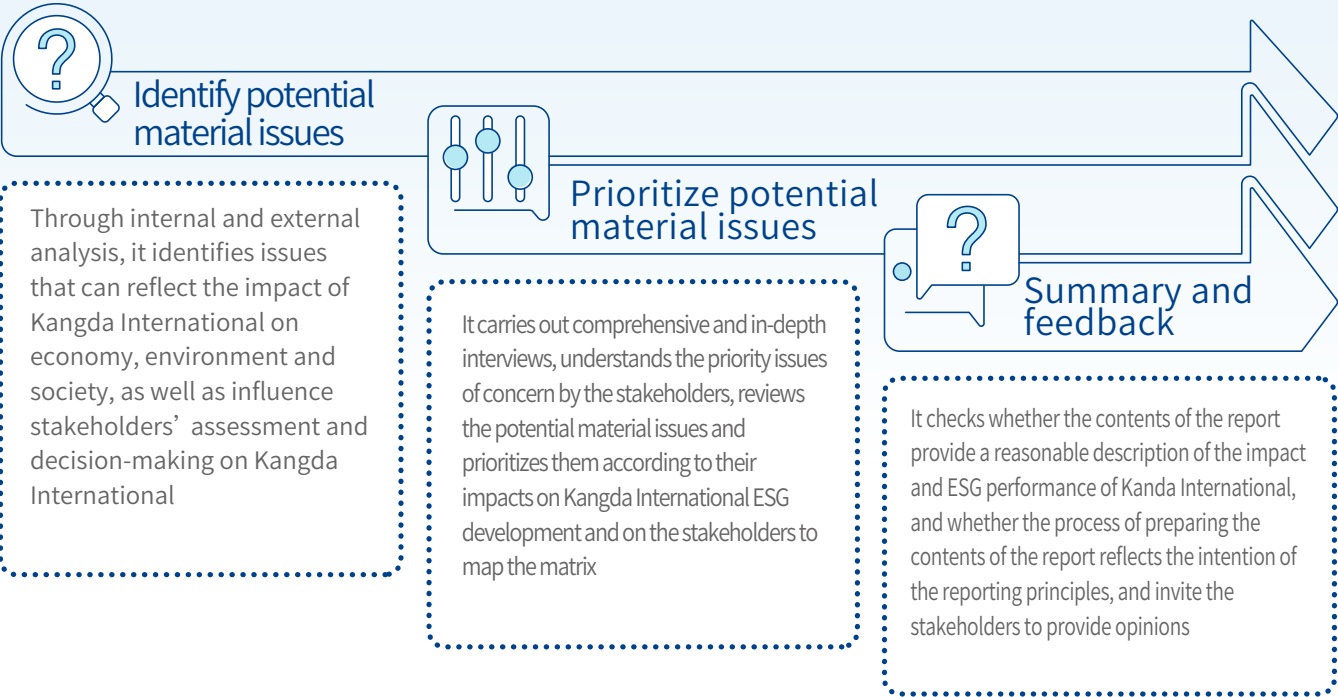 Identify potential
material issues
Through internal and external
analysis, it identifies issues
that can reflect the impact of
Kangda International on
economy, environment and
society, as well as influence
stakeholders’ assessment and
decision-making on Kangda
International
Prioritize potential
material issues
It carries out comprehensive and in-depth
interviews, understands the priority issues
of concern by the stakeholders, reviews
the potential material issues and
prioritizes them according to their
impacts on Kangda International ESG
development and on the stakeholders to
map the matrix
Summary and
feedback
It checks whether the contents of the report
provide a reasonable description of the impact
and ESG performance of Kanda International,
and whether the process of preparing the
contents of the report reflects the intention of
the reporting principles, and invite the
stakeholders to provide opinions